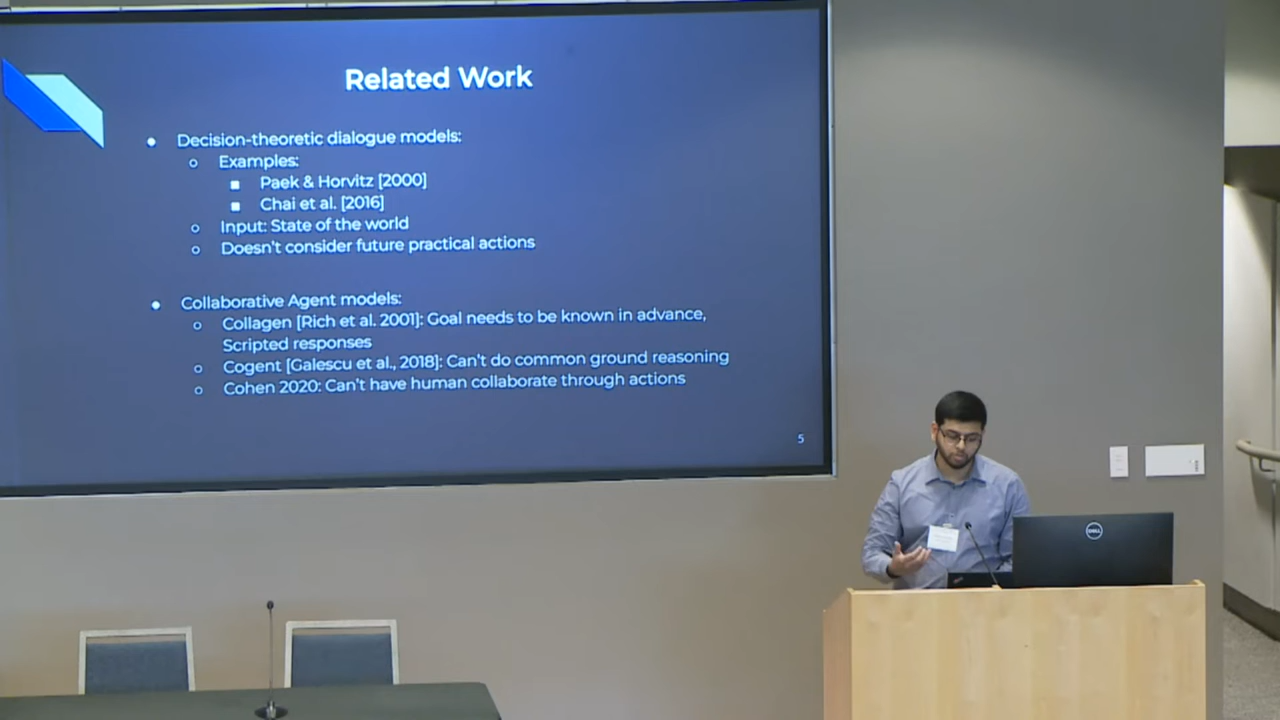 Related Work
● Decision-theoretic dialogue models:
○ Examples:
■ Paek & Horvitz [2000]
■ Chai et al. [2016]
○ Input: State of the world
○ Doesn't consider future practical actions
● Collaborative Agent models:
○ Collagen [Rich et al. 2001]: Goal needs to be known in advance,
Scripted responses
○ Cogent [Galescu et al., 2018]: Can't do common ground reasoning
○ Cohen 2020: Can't have human collaborate through actions
5
DELL